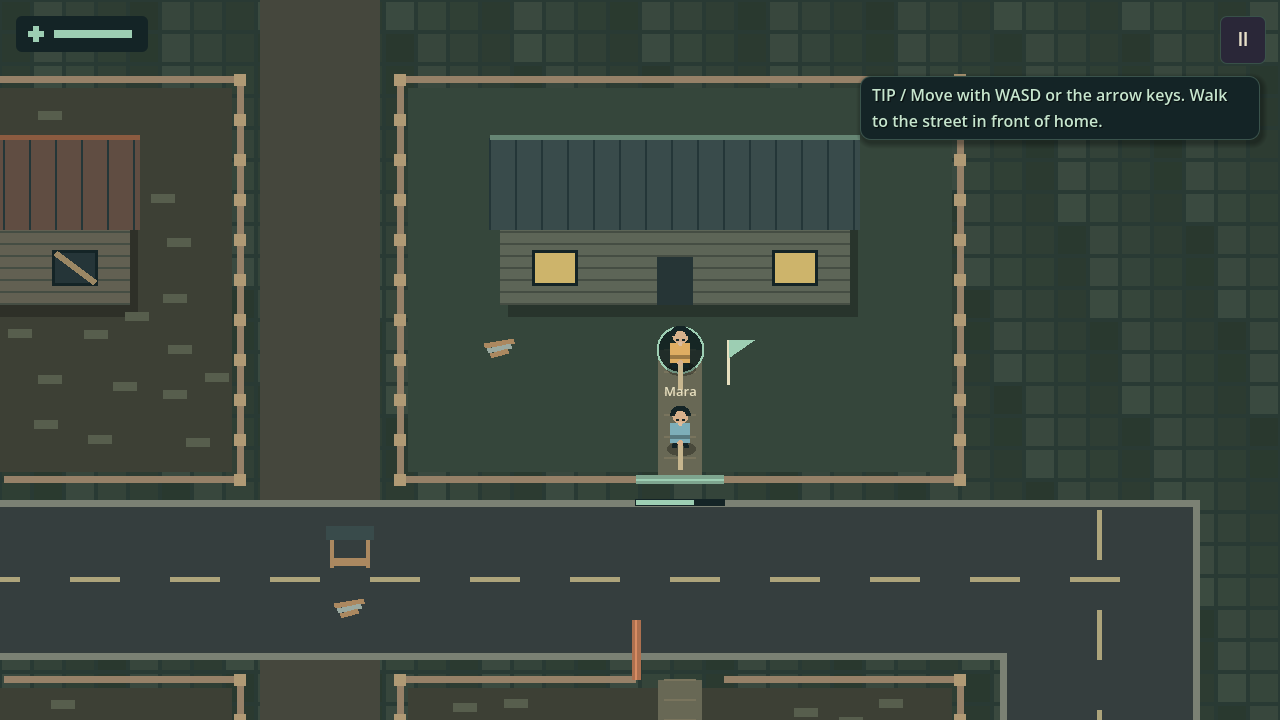 TIP / Move with WASD or the arrow keys. Walk
to the street in front of home.
Mara